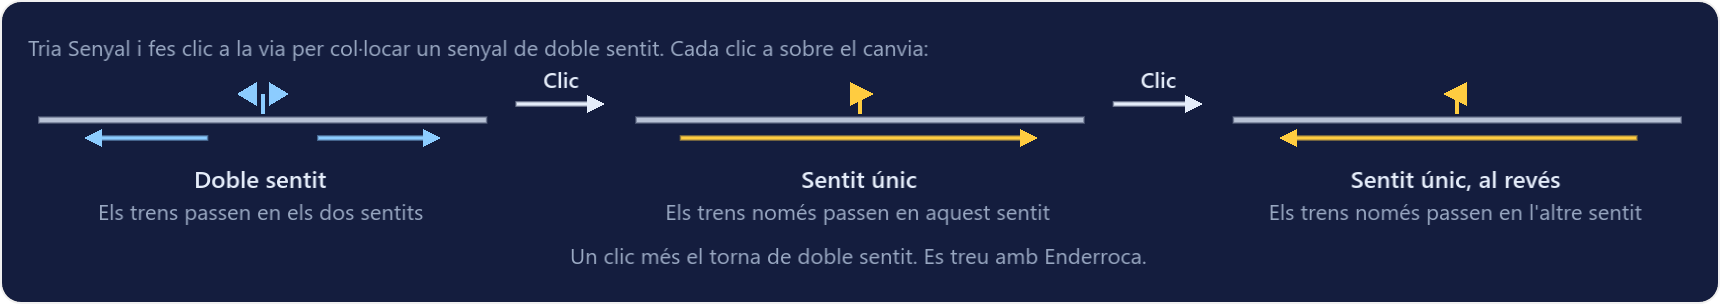 Tria Senyal i fes clic a la via per col·locar un senyal de doble sentit. Cada clic a sobre el canvia:
Clic
Clic
Doble sentit
Sentit únic
Sentit únic, al revés
Els trens passen en els dos sentits
Els trens només passen en aquest sentit
Els trens només passen en l'altre sentit
Un clic més el torna de doble sentit. Es treu amb Enderroca.